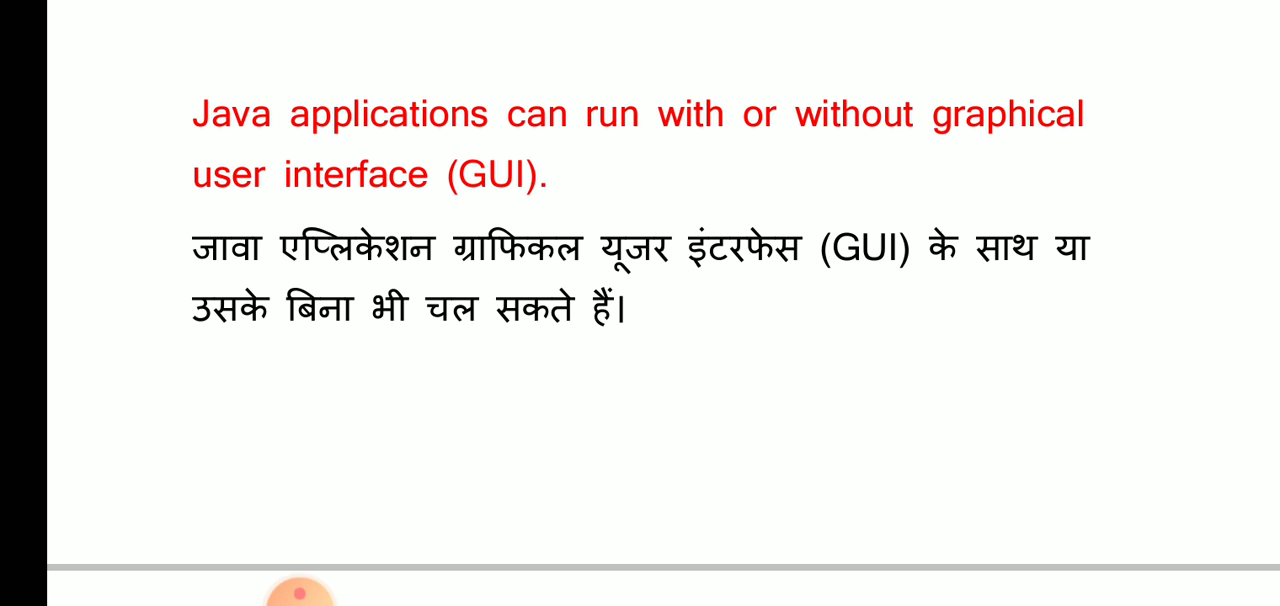 Java applications can run with or without graphical
user interface (GUI).
जावा एप्लिकेशन ग्राफिकल यूजर इंटरफेस (GUI) के साथ या
उसके बिना भी चल सकते हैं।